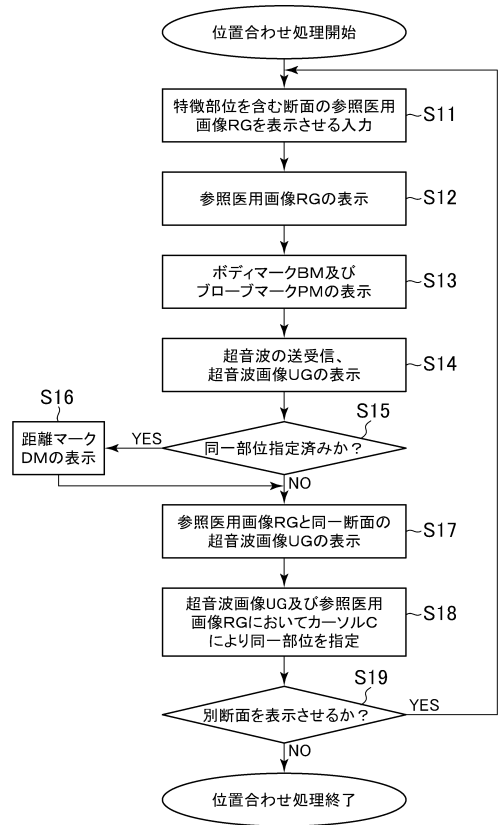 位置合わせ処理開始
特徴部位を含む断面の参照医用
画像RGを表示させる入力
S11
参照医用画像RGの表示
S12
ボディマークBM及び
プローブマークPMの表示
S13
超音波の送受信、
超音波画像UGの表示
S14
S15
同一部位指定済みか？
YES
NO
S16
距離マーク
DMの表示
参照医用画像RGと同一断面の
超音波画像UGの表示
S17
超音波画像UG及び参照医用
画像RGにおいてカーソルC
により同一部位を指定
S18
S19
別断面を表示させるか？
YES
NO
位置合わせ処理終了